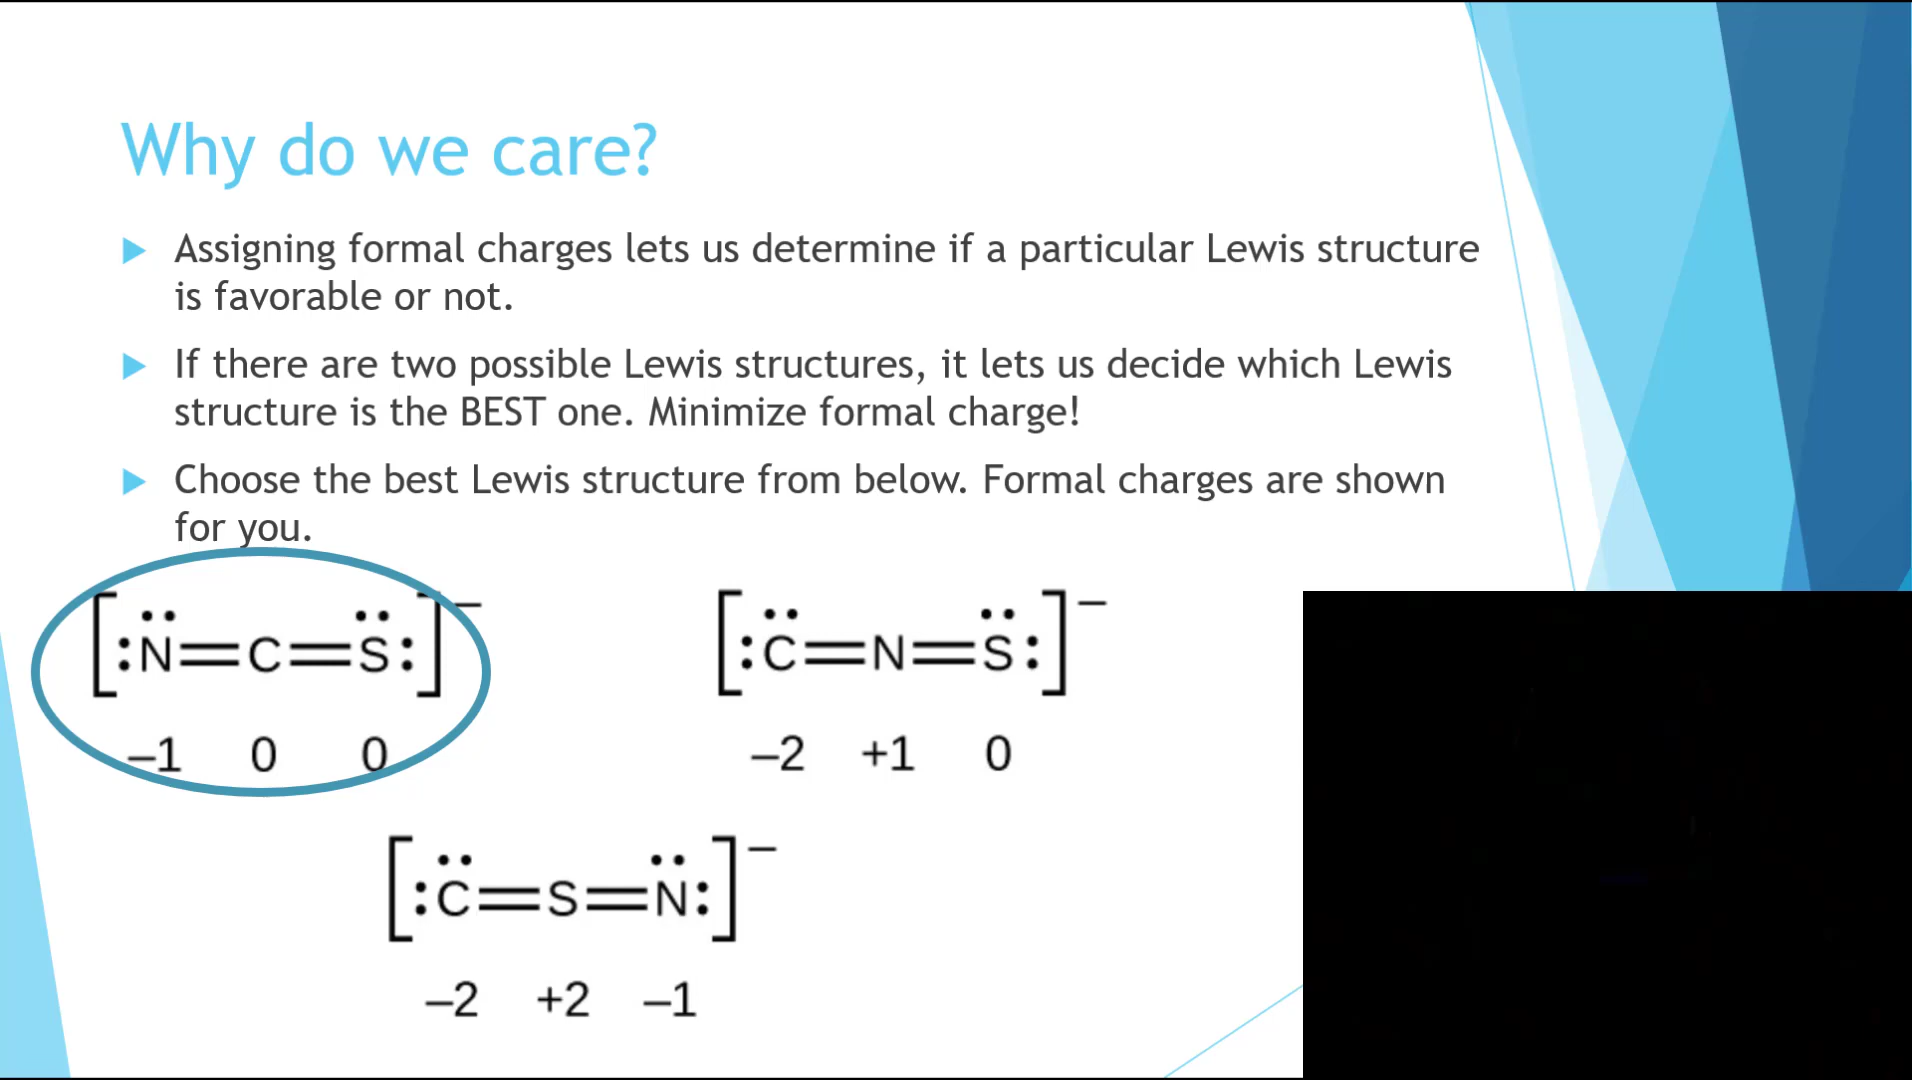 Why do we care?
Assigning formal charges lets us determine if a particular Lewis structure
is favorable or not.
If there are two possible Lewis structures, it lets us decide which Lewis
structure is the BEST one. Minimize formal charge!
Choose the best Lewis structure from below. Formal charges are shown
for you.
[:N̈=C=S̈:]⁻
–1 0 0
[:C̈=N=S̈:]⁻
–2 +1 0
[:C̈=S=N̈:]⁻
–2 +2 –1